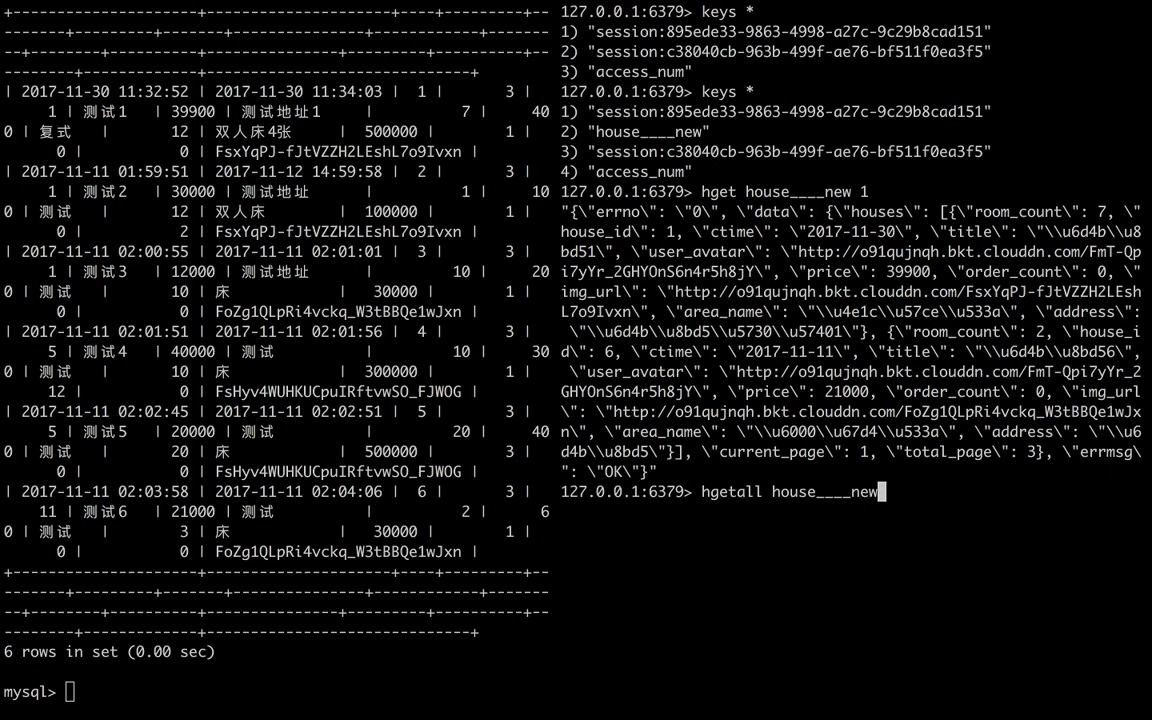 +---------------------+---------------------+----+---------+--
-------+---------+-------+--------------+------------+-------
--+-------+----------+----------------+---------+---------+--
--------+-------------+------------------------------+
| 2017-11-30 11:32:52 | 2017-11-30 11:34:03 |  1 |       3 |
     1 | 测试1   | 39900 | 测试地址1     |          7 |     40
0 | 复式   |       12 | 双人床4张      |  500000 |       1 |
      0 |           0 | FsxYqPJ-fJtVZZH2LEshL7o9Ivxn |
| 2017-11-11 01:59:51 | 2017-11-12 14:59:58 |  2 |       3 |
     1 | 测试2   | 30000 | 测试地址      |          1 |     10
0 | 测试   |       12 | 双人床         |  100000 |       1 |
      0 |           2 | FsxYqPJ-fJtVZZH2LEshL7o9Ivxn |
| 2017-11-11 02:00:55 | 2017-11-11 02:01:01 |  3 |       3 |
     1 | 测试3   | 12000 | 测试地址      |         10 |     20
0 | 测试   |       10 | 床             |   30000 |       1 |
      0 |           0 | FoZg1QLpRi4vckq_W3tBBQe1wJxn |
| 2017-11-11 02:01:51 | 2017-11-11 02:01:56 |  4 |       3 |
     5 | 测试4   | 40000 | 测试          |         10 |     30
0 | 测试   |       10 | 床             |  300000 |       1 |
     12 |           0 | FsHyv4WUHKUCpuIRftvwSO_FJWOG |
| 2017-11-11 02:02:45 | 2017-11-11 02:02:51 |  5 |       3 |
     5 | 测试5   | 20000 | 测试          |         20 |     40
0 | 测试   |       20 | 床             |  500000 |       3 |
      0 |           0 | FsHyv4WUHKUCpuIRftvwSO_FJWOG |
| 2017-11-11 02:03:58 | 2017-11-11 02:04:06 |  6 |       3 |
    11 | 测试6   | 21000 | 测试          |          2 |      6
0 | 测试   |        3 | 床             |   30000 |       1 |
      0 |           0 | FoZg1QLpRi4vckq_W3tBBQe1wJxn |
+---------------------+---------------------+----+---------+--
-------+---------+-------+--------------+------------+-------
--+-------+----------+----------------+---------+---------+--
--------+-------------+------------------------------+
6 rows in set (0.00 sec)
mysql>
127.0.0.1:6379> keys *
1) "session:895ede33-9863-4998-a27c-9c29b8cad151"
2) "session:c38040cb-963b-499f-ae76-bf511f0ea3f5"
3) "access_num"
127.0.0.1:6379> keys *
1) "session:895ede33-9863-4998-a27c-9c29b8cad151"
2) "house____new"
3) "session:c38040cb-963b-499f-ae76-bf511f0ea3f5"
4) "access_num"
127.0.0.1:6379> hget house____new 1
"{\"errno\": \"0\", \"data\": {\"houses\": [{\"room_count\": 7, \"
house_id\": 1, \"ctime\": \"2017-11-30\", \"title\": \"\\u6d4b\\u8
bd51\", \"user_avatar\": \"http://o91qujnqh.bkt.clouddn.com/FmT-Qp
i7yYr_2GHYOnS6n4r5h8jY\", \"price\": 39900, \"order_count\": 0, \"
img_url\": \"http://o91qujnqh.bkt.clouddn.com/FsxYqPJ-fJtVZZH2LEsh
L7o9Ivxn\", \"area_name\": \"\\u4e1c\\u57ce\\u533a\", \"address\":
 \"\\u6d4b\\u8bd5\\u5730\\u57401\"}, {\"room_count\": 2, \"house_i
d\": 6, \"ctime\": \"2017-11-11\", \"title\": \"\\u6d4b\\u8bd56\",
 \"user_avatar\": \"http://o91qujnqh.bkt.clouddn.com/FmT-Qpi7yYr_2
GHYOnS6n4r5h8jY\", \"price\": 21000, \"order_count\": 0, \"img_url
\": \"http://o91qujnqh.bkt.clouddn.com/FoZg1QLpRi4vckq_W3tBBQe1wJx
n\", \"area_name\": \"\\u6000\\u67d4\\u533a\", \"address\": \"\\u6
d4b\\u8bd5\"}], \"current_page\": 1, \"total_page\": 3}, \"errmsg\
": \"OK\"}"
127.0.0.1:6379> hgetall house____new